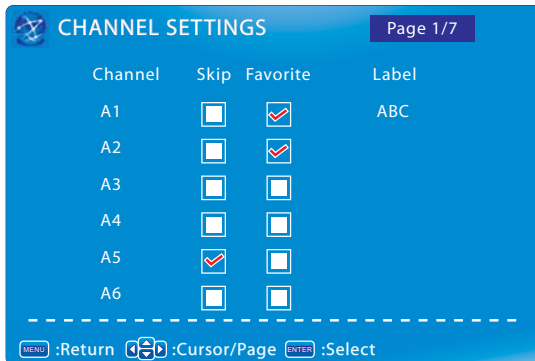 CHANNEL SETTINGS Page 1/7
Channel Skip Favorite Label
A1 ABC
A2
A3
A4
A5
A6
MENU :Return :Cursor/Page ENTER :Select